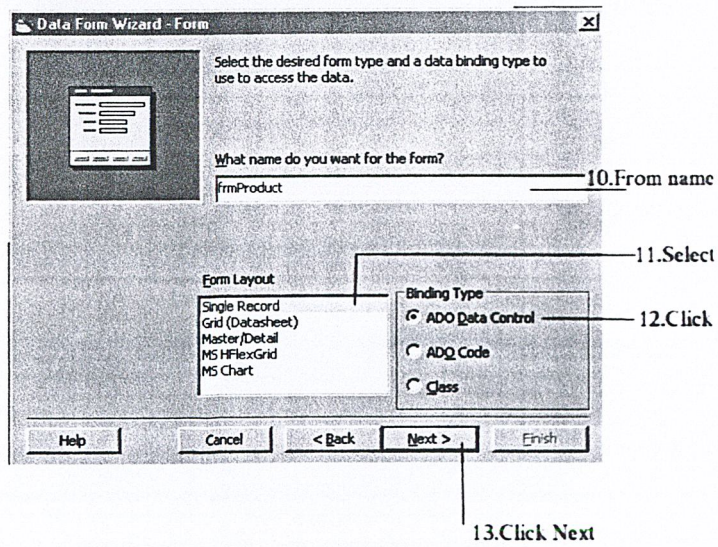 Data Form Wizard - Form
Select the desired form type and a data binding type to
use to access the data.
What name do you want for the form?
frmProduct
10.From name
11.Select
Form Layout
Single Record
Grid (Datasheet)
Master/Detail
MS HFlexGrid
MS Chart
Binding Type
ADO Data Control
12.Click
ADO Code
Class
Help
Cancel
< Back
Next >
Finish
13.Click Next